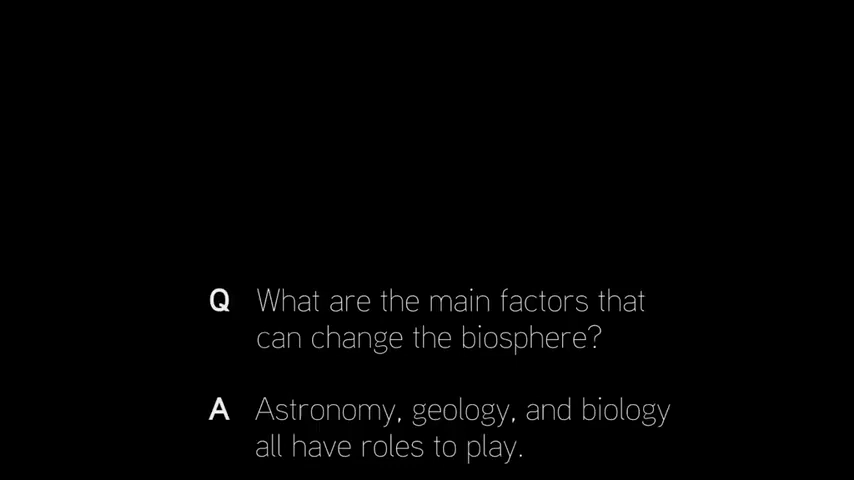 Q What are the main factors that
can change the biosphere?
A Astronomy, geology, and biology
all have roles to play.